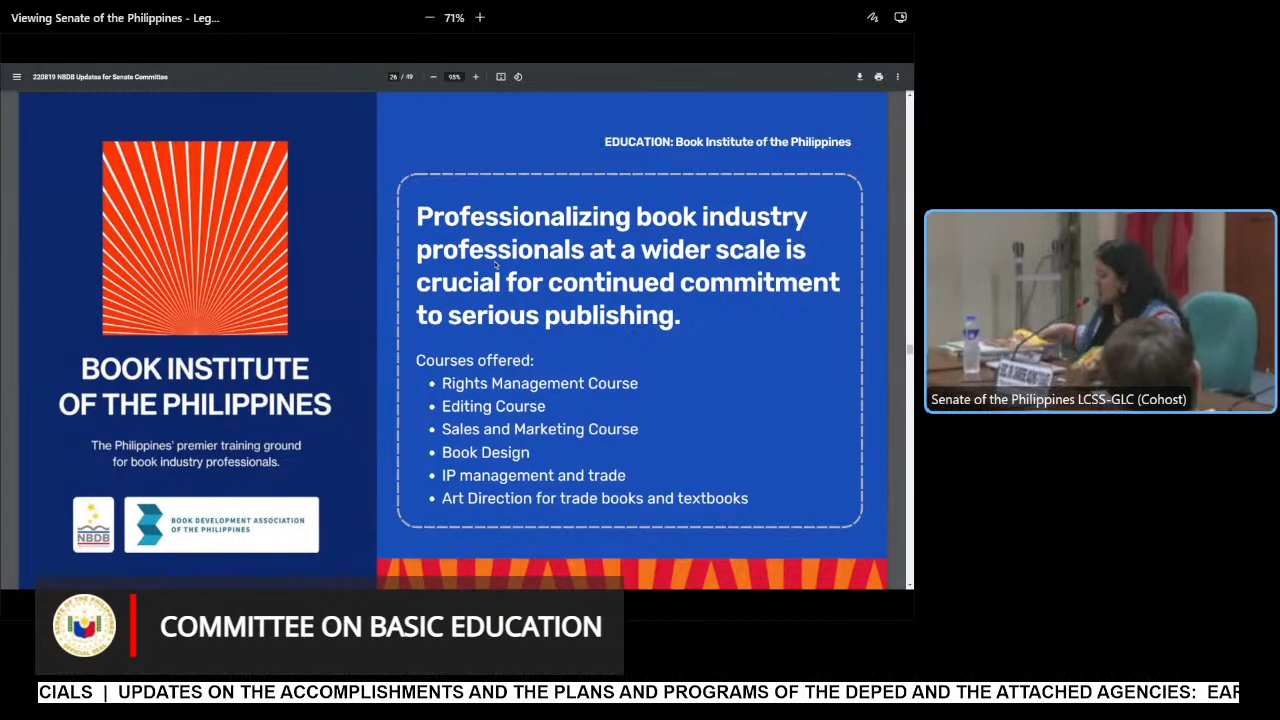 Viewing Senate of the Philippines - Leg...
71%
220819 NBDB Updates for Senate Committee
26 / 49
95%
BOOK INSTITUTE
OF THE PHILIPPINES
The Philippines' premier training ground
for book industry professionals.
NBDB
BOOK DEVELOPMENT ASSOCIATION
OF THE PHILIPPINES
EDUCATION: Book Institute of the Philippines
Professionalizing book industry
professionals at a wider scale is
crucial for continued commitment
to serious publishing.
Courses offered:
• Rights Management Course
• Editing Course
• Sales and Marketing Course
• Book Design
• IP management and trade
• Art Direction for trade books and textbooks
Senate of the Philippines LCSS-GLC (Cohost)
COMMITTEE ON BASIC EDUCATION
CIALS | UPDATES ON THE ACCOMPLISHMENTS AND THE PLANS AND PROGRAMS OF THE DEPED AND THE ATTACHED AGENCIES: EAR